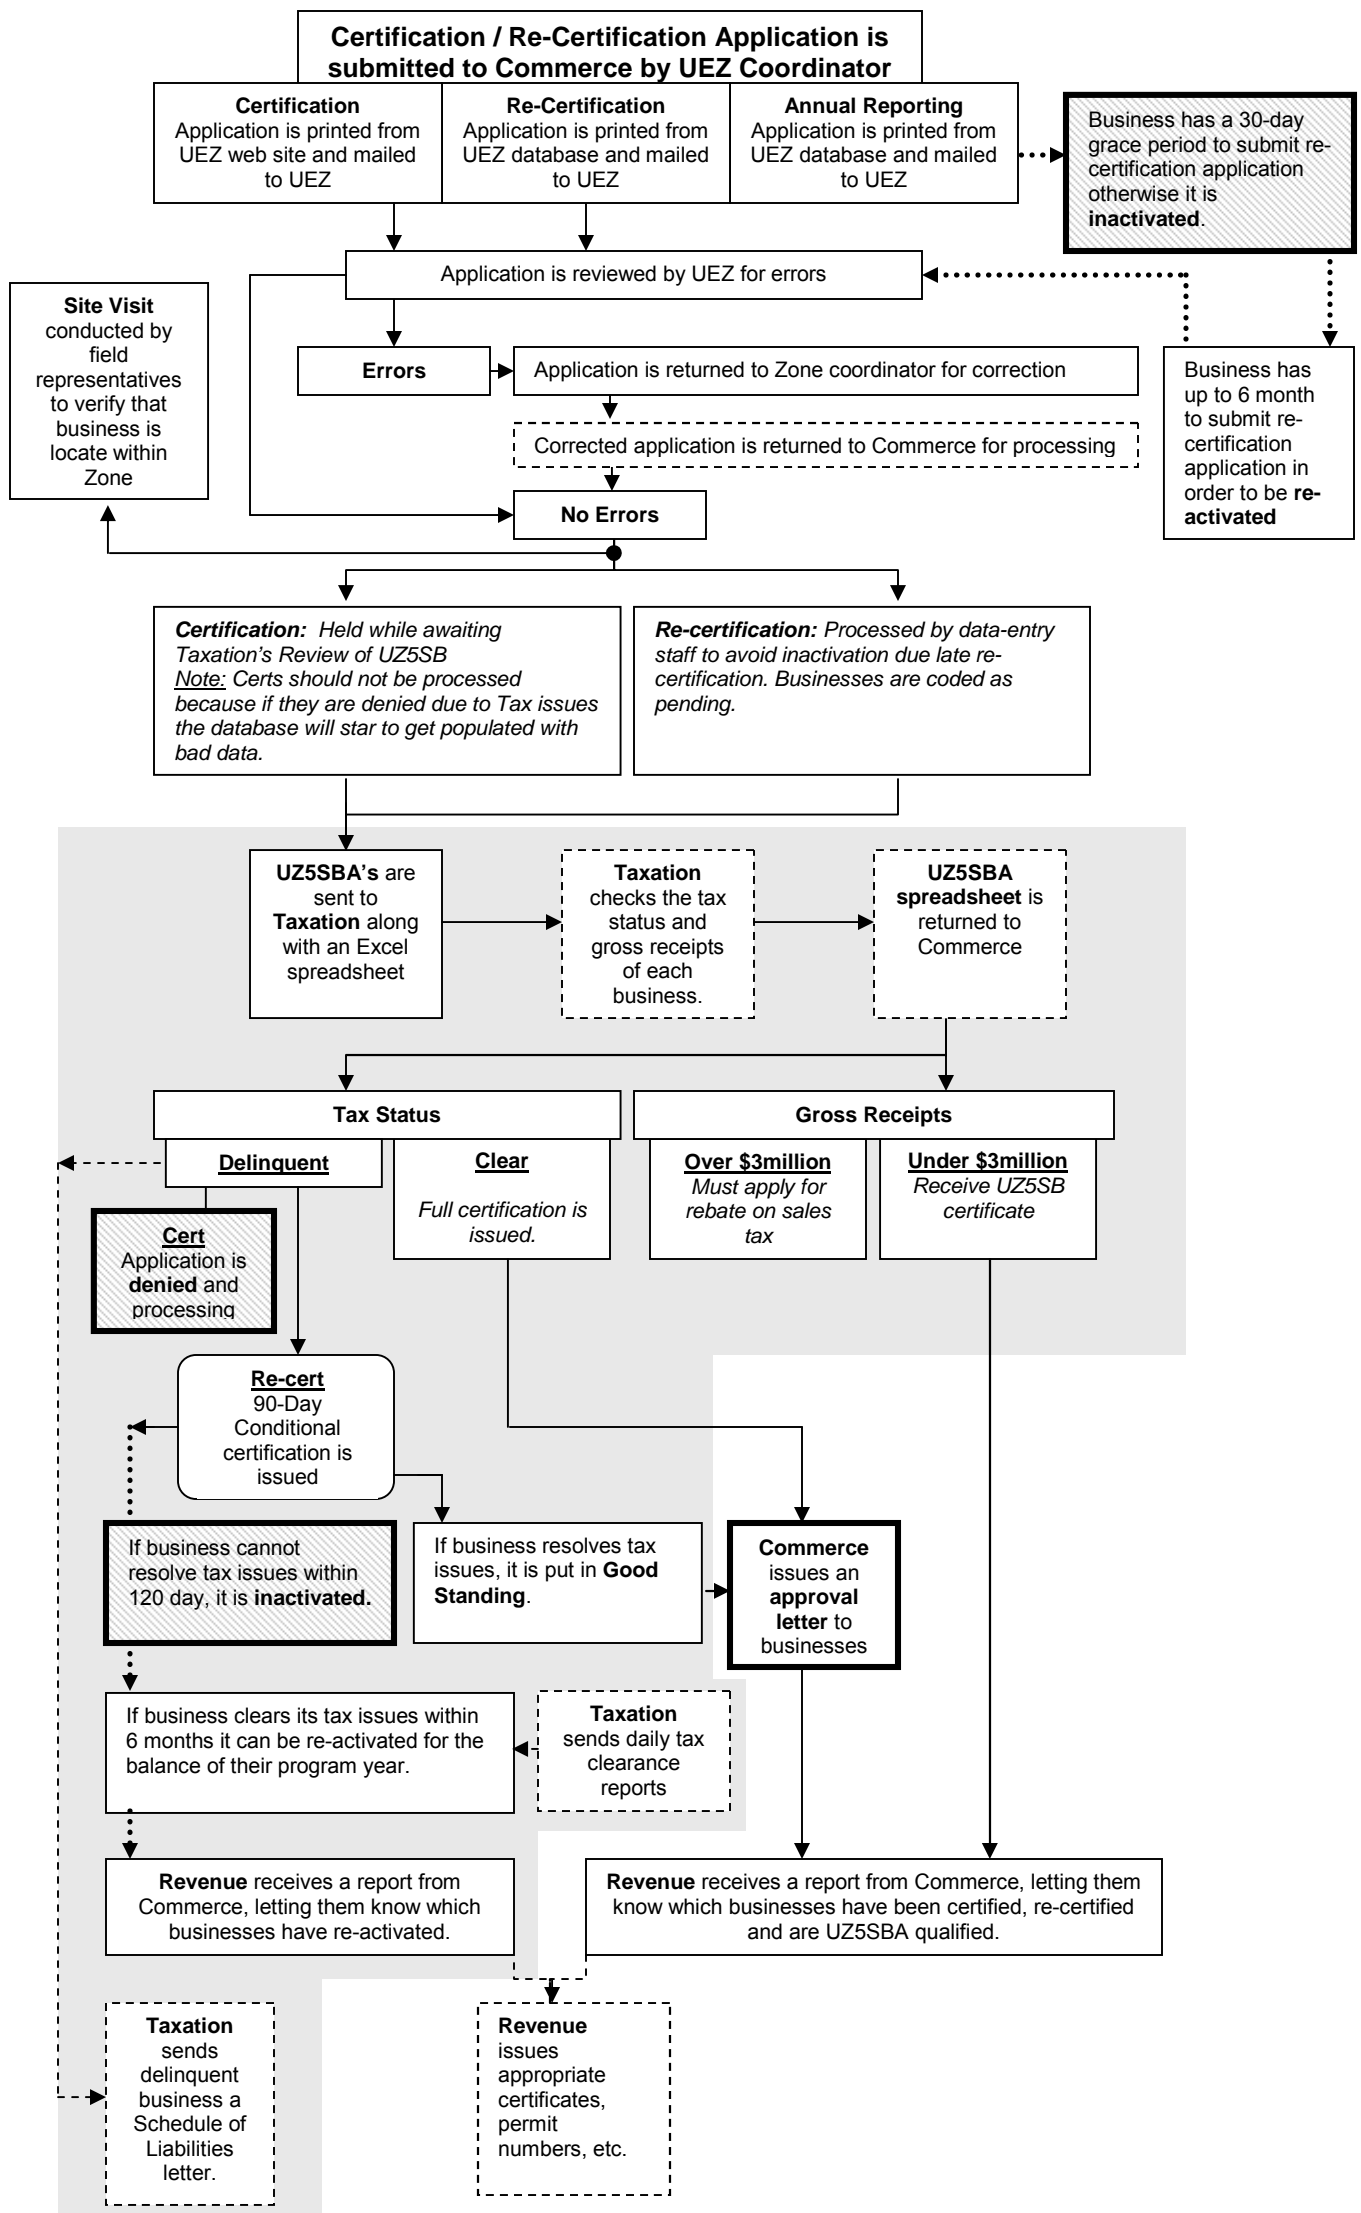 Certification / Re-Certification Application is
submitted to Commerce by UEZ Coordinator
Certification
Application is printed from
UEZ web site and mailed
to UEZ
Re-Certification
Application is printed from
UEZ database and mailed
to UEZ
Annual Reporting
Application is printed from
UEZ database and mailed
to UEZ
Business has a 30-day
grace period to submit re-
certification application
otherwise it is
inactivated.
Application is reviewed by UEZ for errors
Site Visit
conducted by
field
representatives
to verify that
business is
locate within
Zone
Errors
Application is returned to Zone coordinator for correction
Business has
up to 6 month
to submit re-
certification
application in
order to be re-
activated
Corrected application is returned to Commerce for processing
No Errors
Certification: Held while awaiting
Taxation's Review of UZ5SB
Note: Certs should not be processed
because if they are denied due to Tax issues
the database will star to get populated with
bad data.
Re-certification: Processed by data-entry
staff to avoid inactivation due late re-
certification. Businesses are coded as
pending.
UZ5SBA's are
sent to
Taxation along
with an Excel
spreadsheet
Taxation
checks the tax
status and
gross receipts
of each
business.
UZ5SBA
spreadsheet is
returned to
Commerce
Tax Status
Gross Receipts
Delinquent
Clear
Full certification is
issued.
Over $3million
Must apply for
rebate on sales
tax
Under $3million
Receive UZ5SB
certificate
Cert
Application is
denied and
processing
Re-cert
90-Day
Conditional
certification is
issued
If business cannot
resolve tax issues within
120 day, it is inactivated.
If business resolves tax
issues, it is put in Good
Standing.
Commerce
issues an
approval
letter to
businesses
If business clears its tax issues within
6 months it can be re-activated for the
balance of their program year.
Taxation
sends daily tax
clearance
reports
Revenue receives a report from
Commerce, letting them know which
businesses have re-activated.
Revenue receives a report from Commerce, letting them
know which businesses have been certified, re-certified
and are UZ5SBA qualified.
Taxation
sends
delinquent
business a
Schedule of
Liabilities
letter.
Revenue
issues
appropriate
certificates,
permit
numbers, etc.